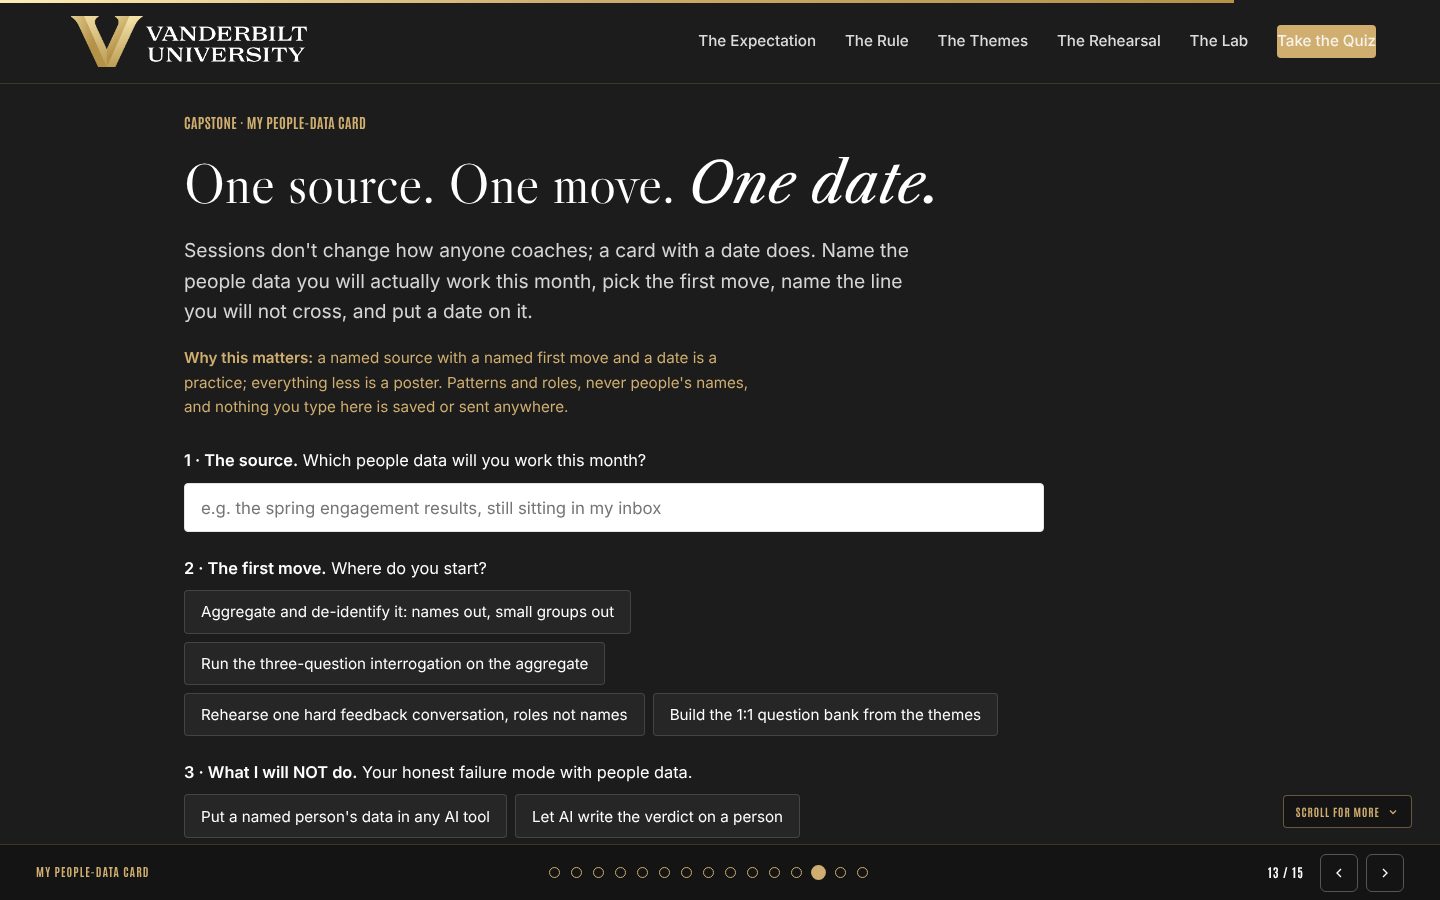 VANDERBILT
UNIVERSITY
The Expectation
The Rule
The Themes
The Rehearsal
The Lab
Take the Quiz
CAPSTONE · MY PEOPLE-DATA CARD
One source. One move. One date.
Sessions don't change how anyone coaches; a card with a date does. Name the
people data you will actually work this month, pick the first move, name the line
you will not cross, and put a date on it.
Why this matters: a named source with a named first move and a date is a
practice; everything less is a poster. Patterns and roles, never people's names,
and nothing you type here is saved or sent anywhere.
1 · The source. Which people data will you work this month?
e.g. the spring engagement results, still sitting in my inbox
2 · The first move. Where do you start?
Aggregate and de-identify it: names out, small groups out
Run the three-question interrogation on the aggregate
Rehearse one hard feedback conversation, roles not names
Build the 1:1 question bank from the themes
3 · What I will NOT do. Your honest failure mode with people data.
Put a named person's data in any AI tool
Let AI write the verdict on a person
SCROLL FOR MORE
MY PEOPLE-DATA CARD
13 / 15